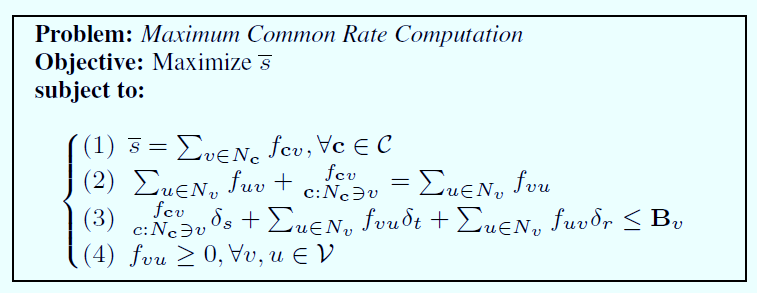 Problem: Maximum Common Rate Computation
Objective: Maximize s̅
subject to:
(1) s̅ = ∑_{v∈N_c} f_{cv}, ∀c ∈ 𝒞
(2) ∑_{u∈N_v} f_{uv} + f_{cv}_{c:N_c∋v} = ∑_{u∈N_v} f_{vu}
(3) f_{cv}_{c:N_c∋v} δ_s + ∑_{u∈N_v} f_{vu}δ_t + ∑_{u∈N_v} f_{uv}δ_r ≤ B_v
(4) f_{vu} ≥ 0, ∀v, u ∈ 𝒱